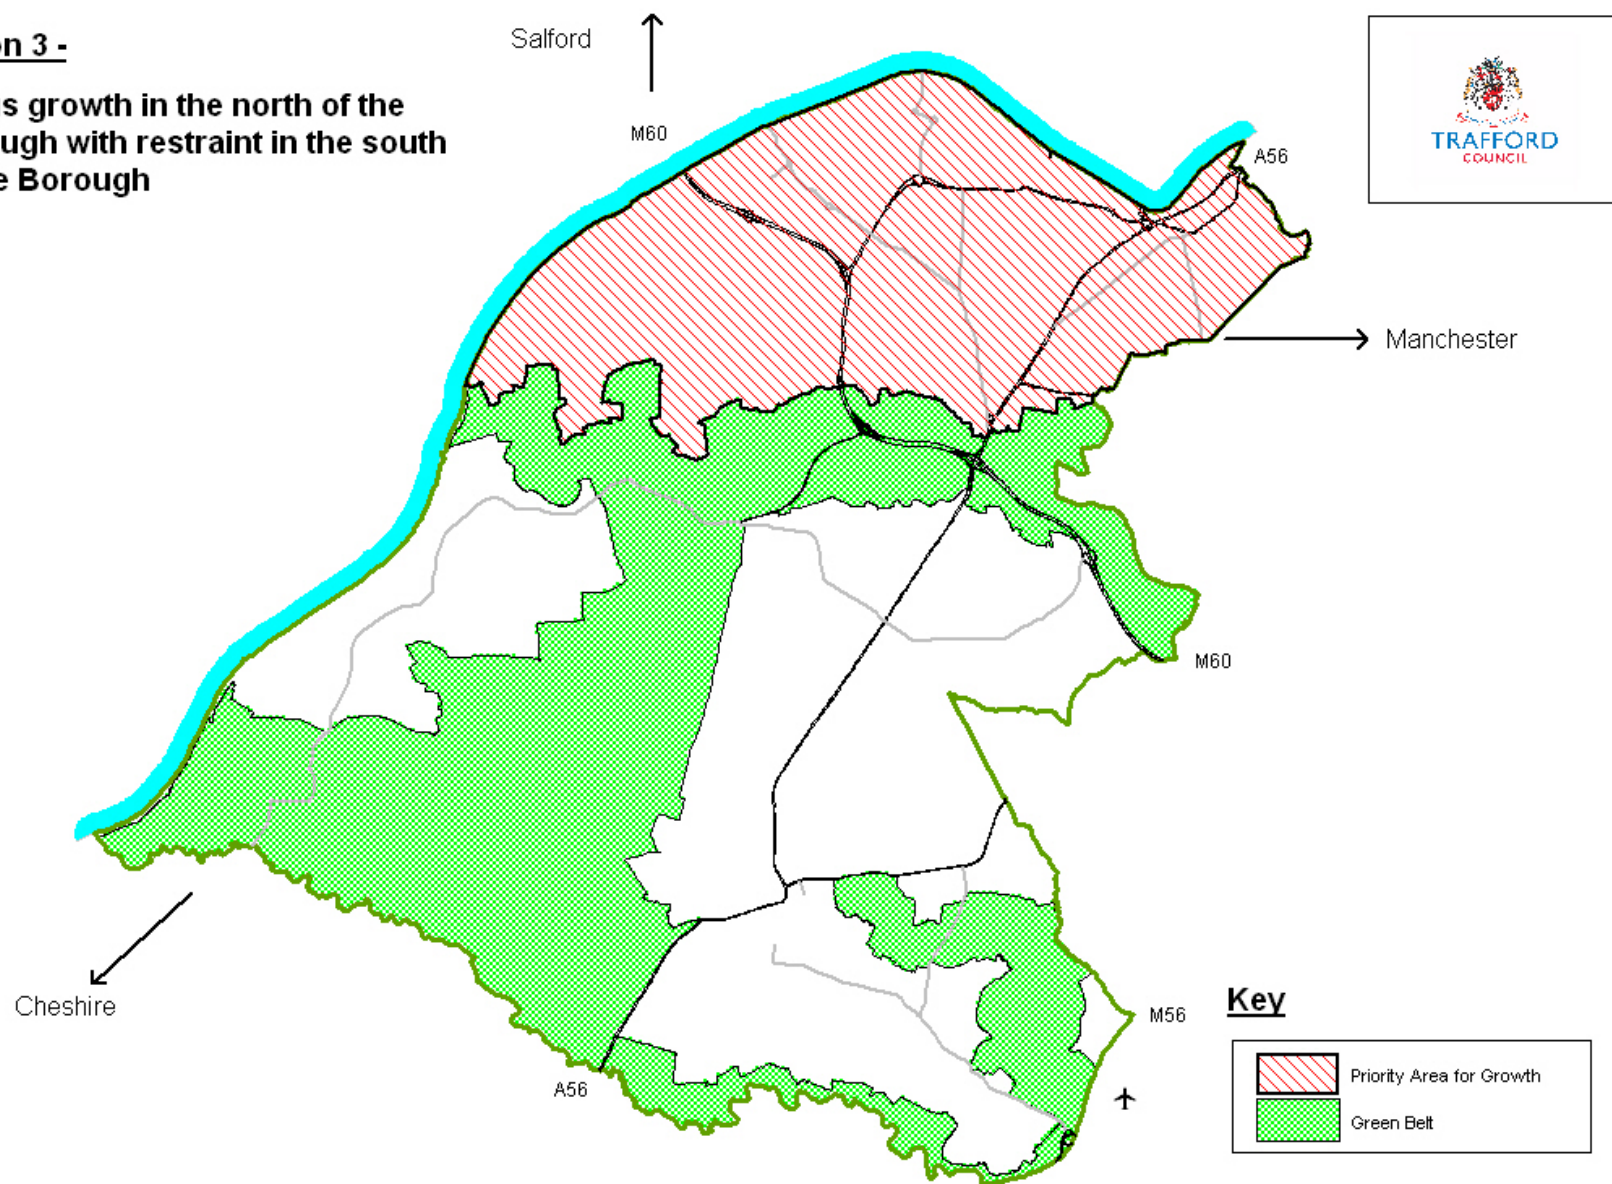 on 3 -
s growth in the north of the
ugh with restraint in the south
e Borough
Salford
M60
A56
TRAFFORD
COUNCIL
Manchester
M60
Cheshire
M56
A56
Key
Priority Area for Growth
Green Belt